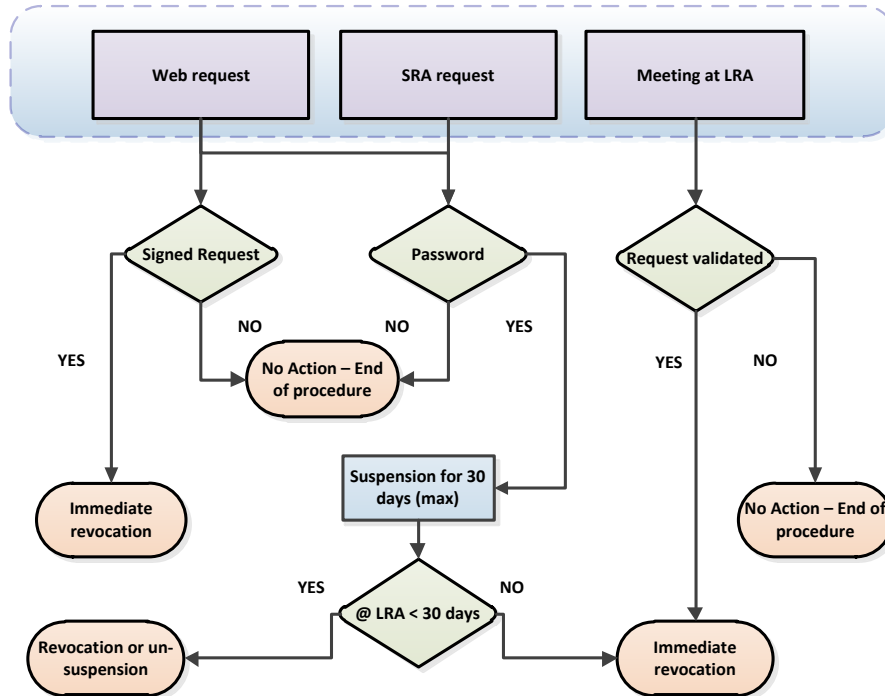 Web request
SRA request
Meeting at LRA
Signed Request
Password
Request validated
NO
NO
YES
YES
YES
NO
No Action – End
of procedure
Suspension for 30
days (max)
Immediate
revocation
No Action – End of
procedure
YES
NO
@ LRA < 30 days
Revocation or un-
suspension
Immediate
revocation